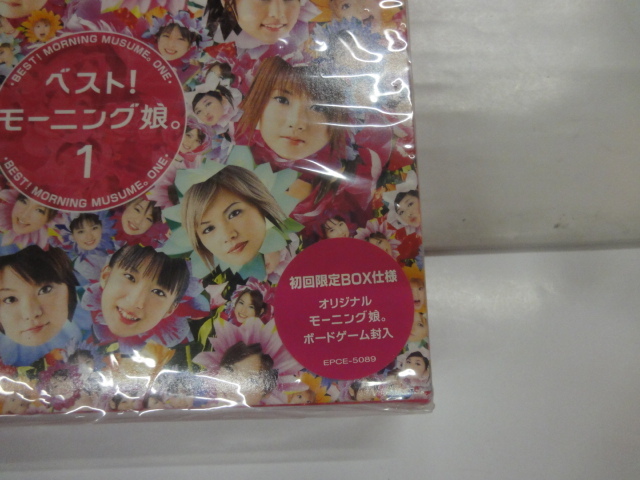 ・BEST! MORNING MUSUME。ONE・
ベスト!
モーニング娘。
1
・BEST! MORNING MUSUME。ONE・
初回限定BOX仕様
オリジナル
モーニング娘。
ボードゲーム封入
EPCE-5089